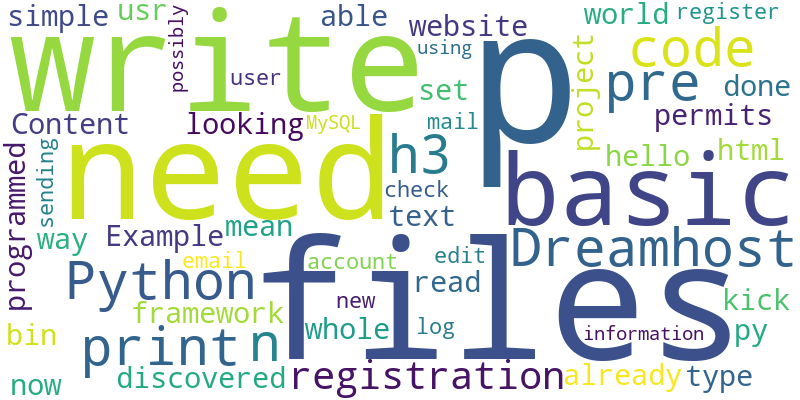 simple usr possibly able website world register
write p code
user using pre done
set project permits
Content looking MySQL mail hello html
need h3 basic
programmed sending check text
way Example mean Dreamhost
email account edit
Python files read kick
framework new
bin print n whole log information py
now discovered registration already type